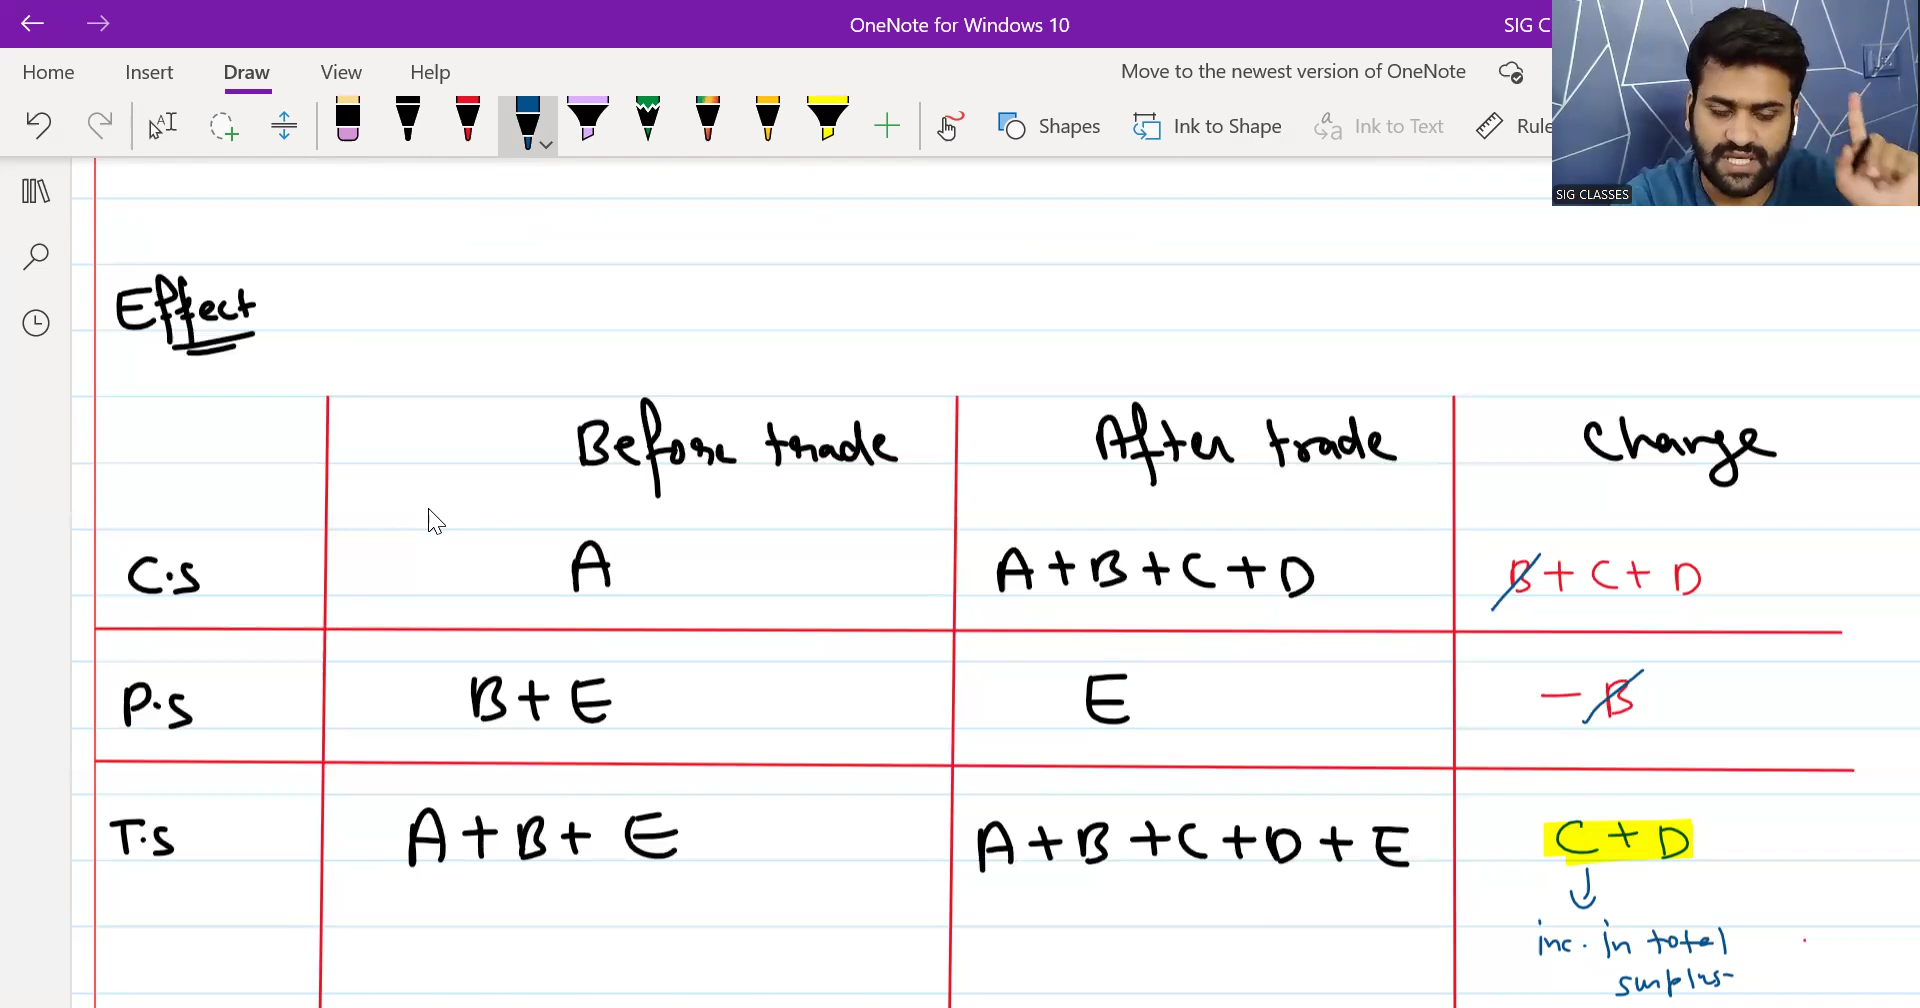 OneNote for Windows 10
SIG C
Home Insert Draw View Help
Move to the newest version of OneNote
Shapes Ink to Shape Ink to Text Rule
SIG CLASSES
Effect
Before trade After trade Change
C.S A A+B+C+D B+C+D
P.S B+E E -B
T.S A+B+E A+B+C+D+E C+D
inc. in total
surplus